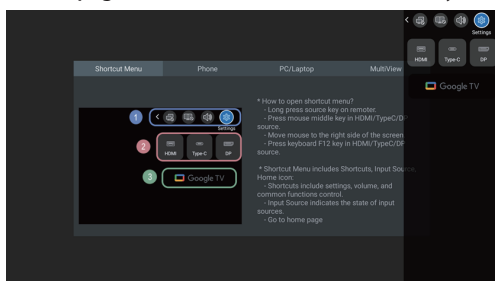 Settings
HDMI
Type-C
DP
Google TV
Shortcut Menu
Phone
PC/Laptop
MultiView
1
Settings
2
HDMI
Type-C
DP
3
Google TV
* How to open shortcut menu?
- Long press source key on remoter.
- Press mouse middle key in HDMI/TypeC/DP
source.
- Move mouse to the right side of the screen
- Press keyboard F12 key in HDMI/TypeC/DP
source.
* Shortcut Menu includes Shortcuts, Input Source,
Home icon:
- Shortcuts include settings, volume, and
common functions control.
- Input Source indicates the state of input
sources.
- Go to home page